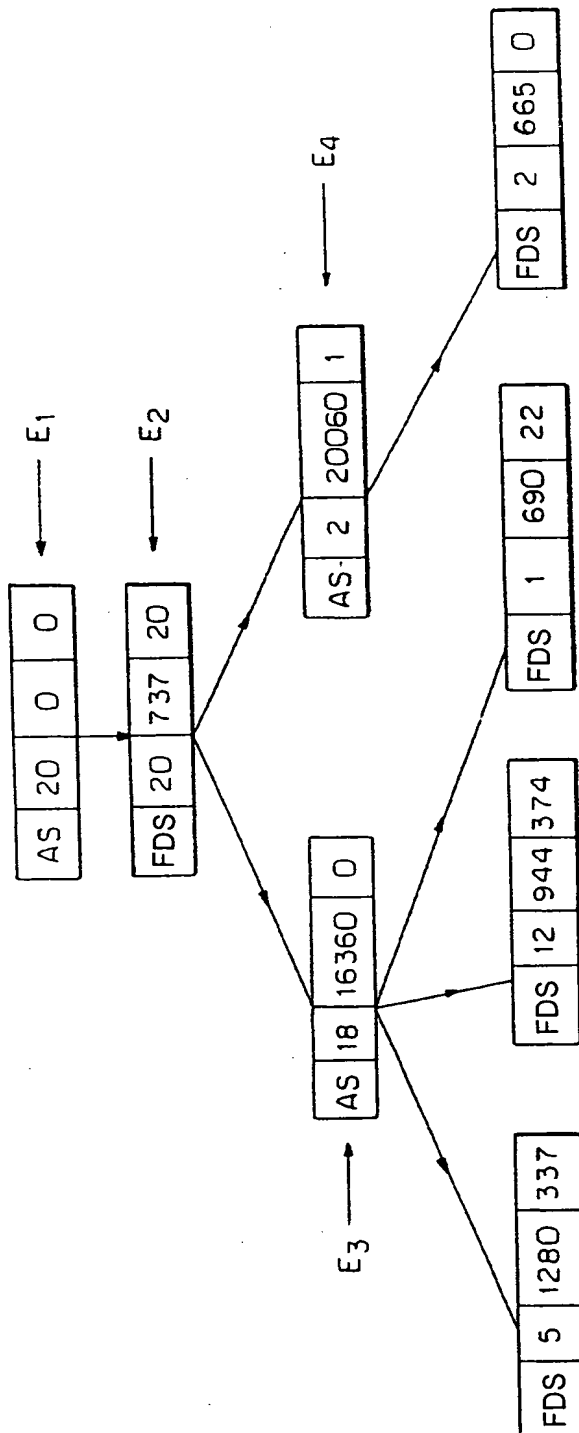 AS 20 0 0
E1
FDS 20 737 20
E2
E3
AS 18 16360 0
AS 2 20060 1
E4
FDS 5 1280 337
FDS 12 944 374
FDS 1 690 22
FDS 2 665 0